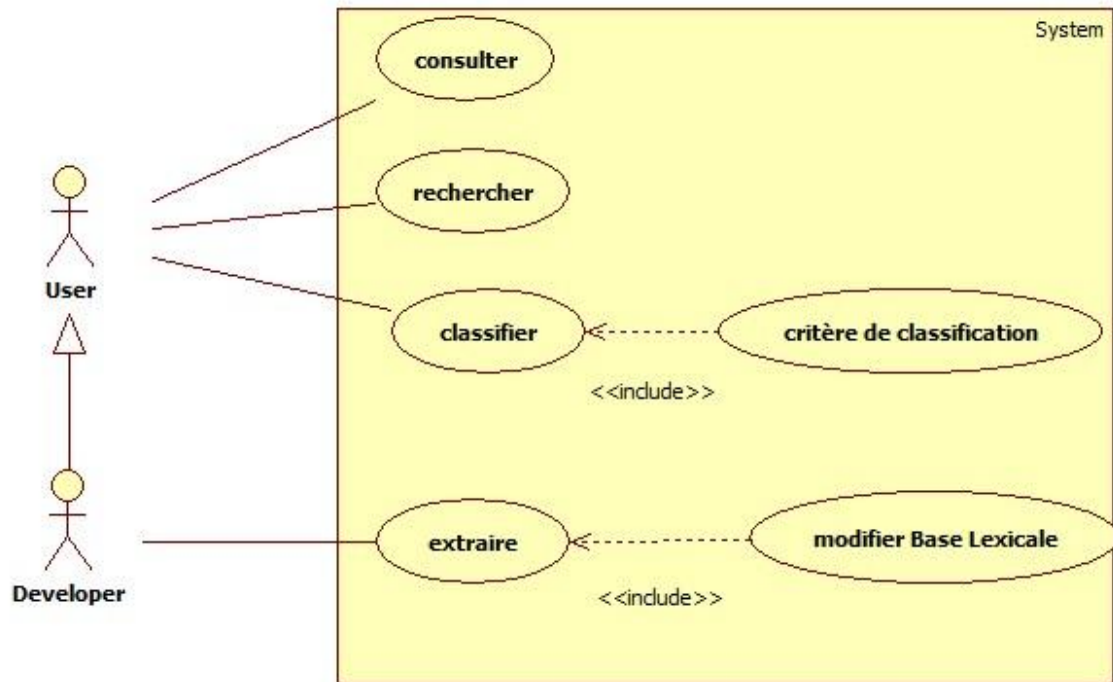 System
consulter
rechercher
User
classifier
critère de classification
<<include>>
extraire
modifier Base Lexicale
Developer
<<include>>